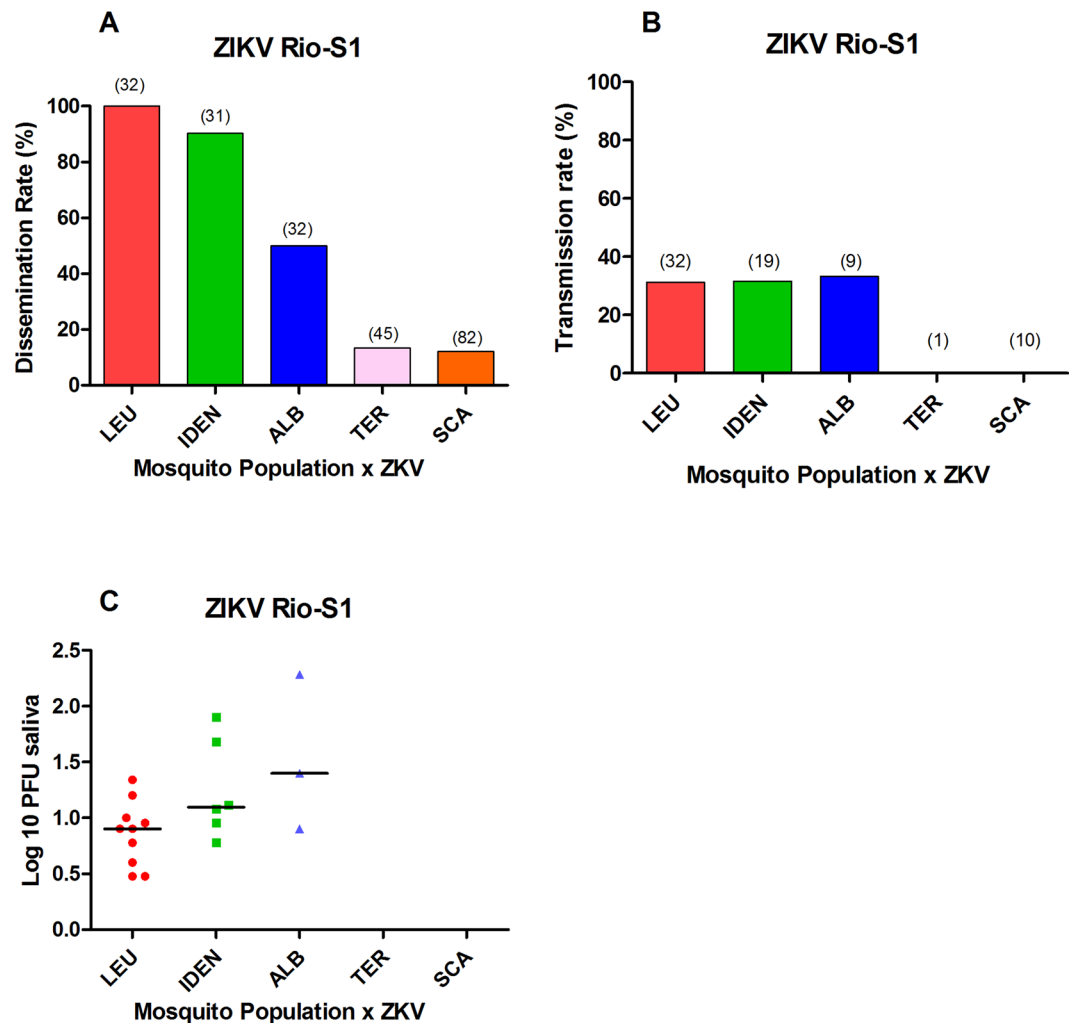 A
ZIKV Rio-S1
Dissemination Rate (%)
100
80
60
40
20
0
(32)
(31)
(32)
(45)
(82)
LEU
IDEN
ALB
TER
SCA
Mosquito Population x ZKV
B
ZIKV Rio-S1
Transmission rate (%)
100
80
60
40
20
0
(32)
(19)
(9)
(1)
(10)
LEU
IDEN
ALB
TER
SCA
Mosquito Population x ZKV
C
ZIKV Rio-S1
Log 10 PFU saliva
2.5
2.0
1.5
1.0
0.5
0.0
LEU
IDEN
ALB
TER
SCA
Mosquito Population x ZKV